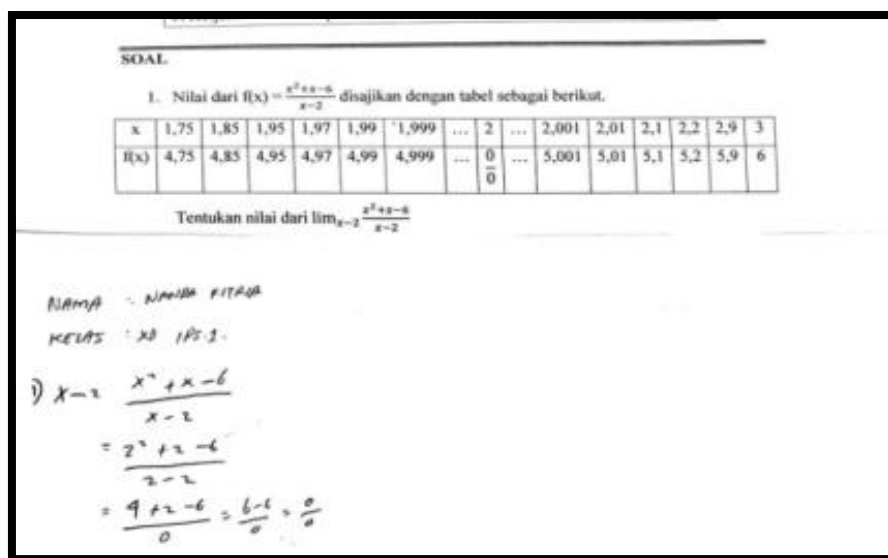 SOAL
1. Nilai dari f(x) = x²+x−6 / x−2 disajikan dengan tabel sebagai berikut.
x 1,75 1,85 1,95 1,97 1,99 1,999 ... 2 ... 2,001 2,01 2,1 2,2 2,9 3
f(x) 4,75 4,85 4,95 4,97 4,99 4,999 ... 0/0 ... 5,001 5,01 5,1 5,2 5,9 6
Tentukan nilai dari lim x→2 x²+x−6 / x−2
NAMA : NANDA FITRIA
KELAS : IPS.2.
1) x−2 x²+x−6 / x−2
= 2²+2−6 / 2−2
= 4+2−6 / 0 = 6−6 / 0 = 0/0